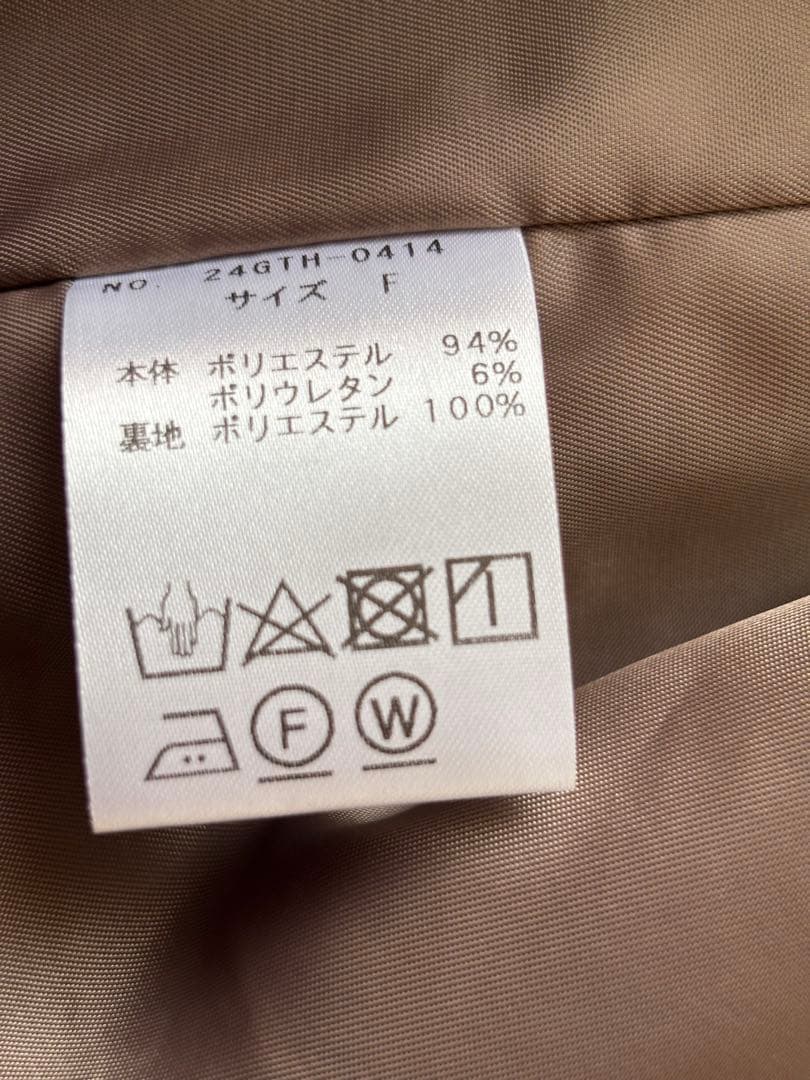 NO. 24GTH-0414
サイズ F
本体 ポリエステル 94%
ポリウレタン 6%
裏地 ポリエステル 100%
F W